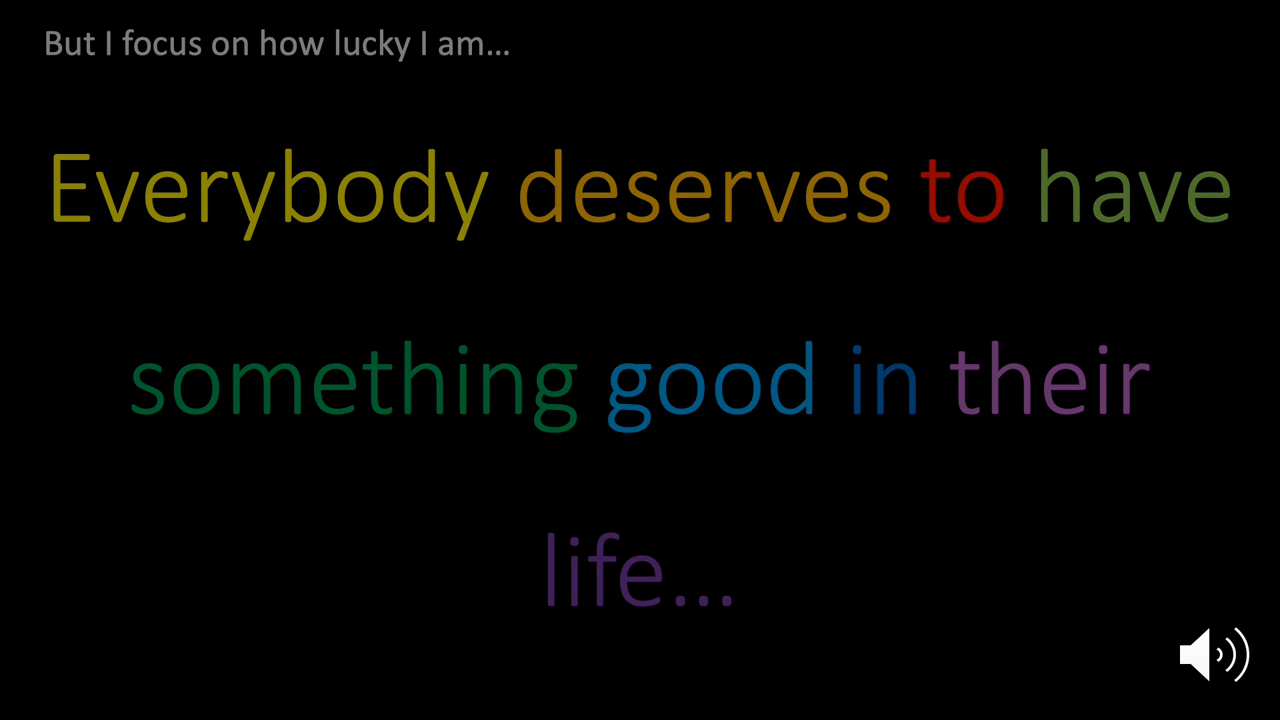 But I focus on how lucky I am…
Everybody deserves to have
something good in their
life…